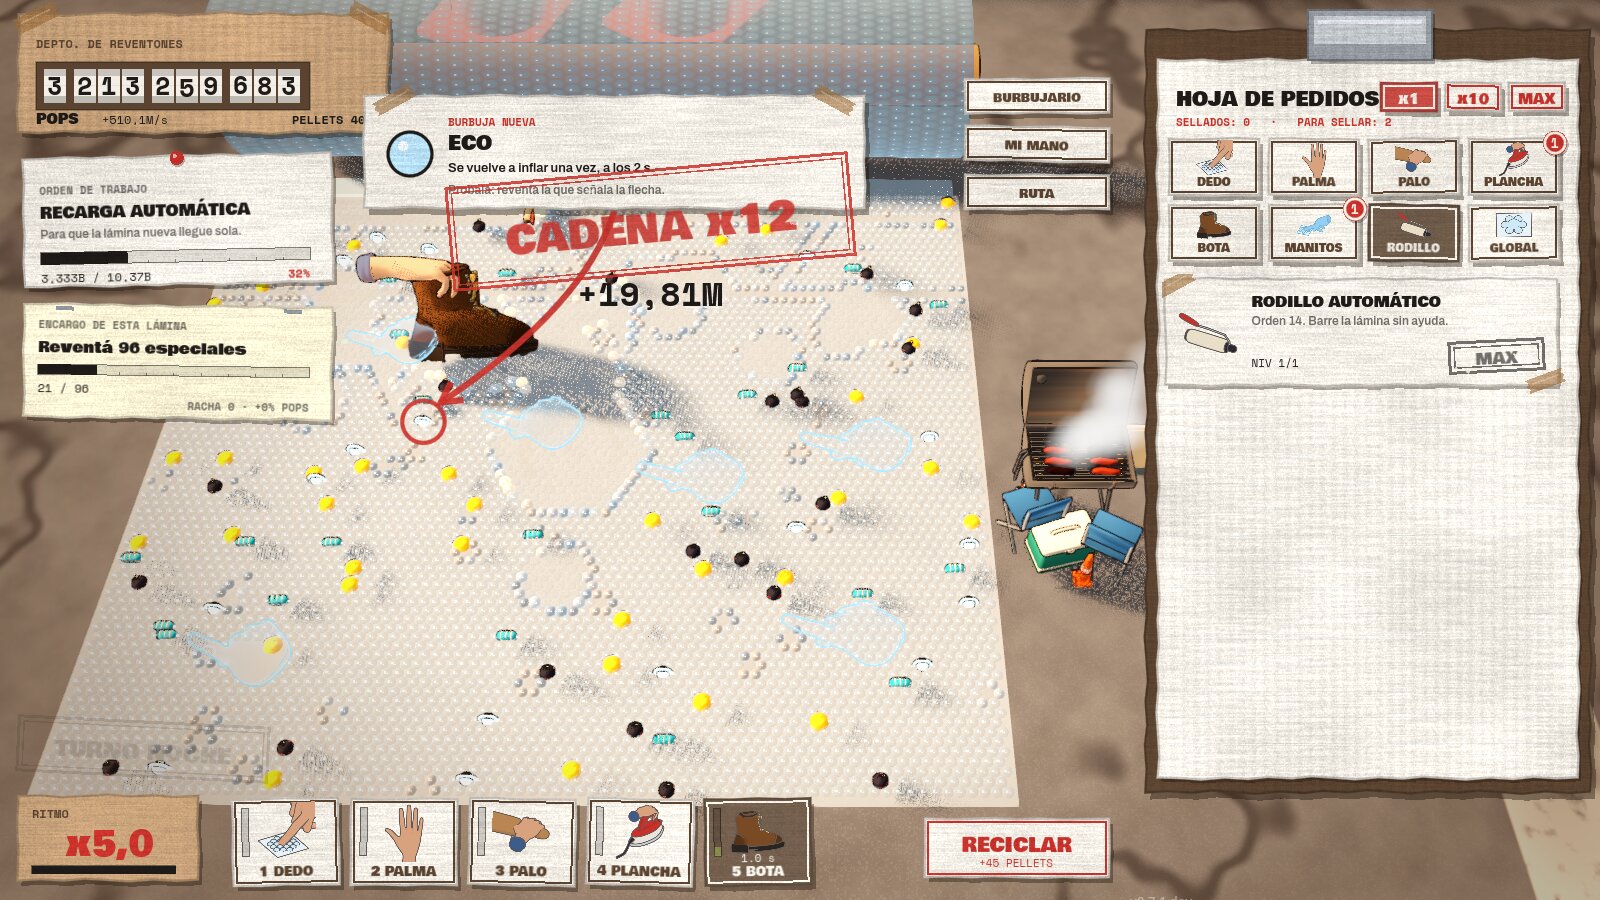 DEPTO. DE REVENTONES
3 213 259 683
POPS +510,1M/s PELLETS 40
ORDEN DE TRABAJO
RECARGA AUTOMÁTICA
Para que la lámina nueva llegue sola.
3,333B / 10,37B 32%
ENCARGO DE ESTA LÁMINA
Reventá 96 especiales
21 / 96
RACHA 0 · +0% POPS
BURBUJA NUEVA
ECO
Se vuelve a inflar una vez, a los 2 s.
Probala: reventá la que señala la flecha.
CADENA x12
+19,81M
BURBUJARIO
MI MANO
RUTA
HOJA DE PEDIDOS x1 x10 MAX
SELLADOS: 0 · PARA SELLAR: 2
DEDO
PALMA
PALO
PLANCHA
1
BOTA
MANITOS
1
RODILLO
GLOBAL
RODILLO AUTOMÁTICO
Orden 14. Barre la lámina sin ayuda.
NIV 1/1
MAX
RITMO
x5,0
1 DEDO
2 PALMA
3 PALO
4 PLANCHA
1.0 s
5 BOTA
RECICLAR
+45 PELLETS